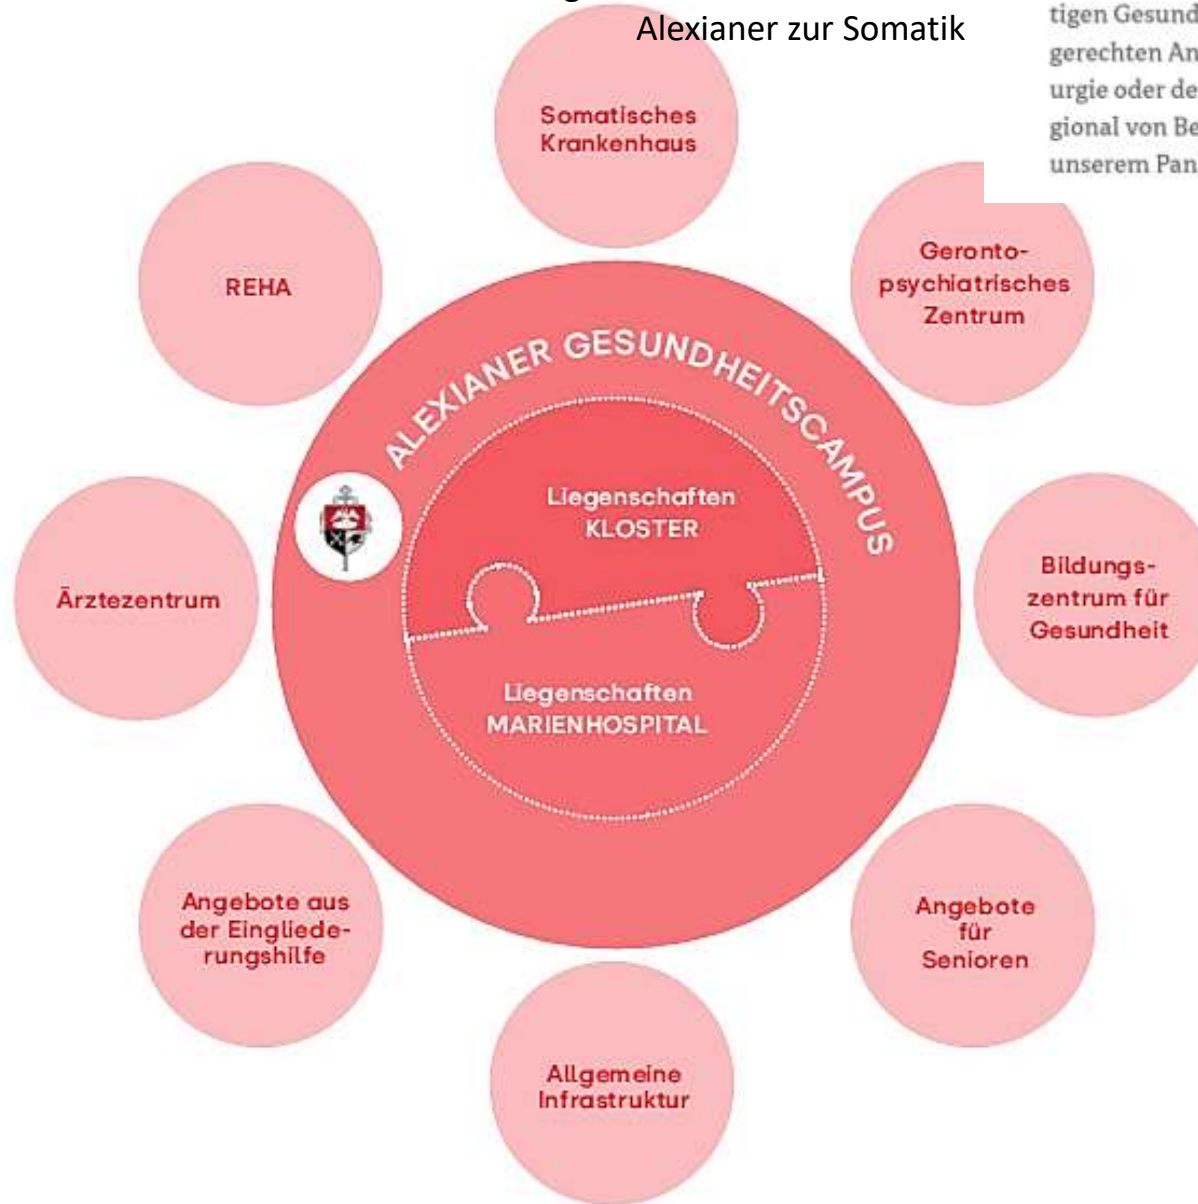 Alexianer zur Somatik
gerechten An
urgie oder de
gional von Be
unserem Pan
Somatisches
Krankenhaus
Geronto-
psychiatrisches
Zentrum
REHA
ALEXIANER GESUNDHEITSCAMPUS
Liegenschaften
KLOSTER
Bildungs-
zentrum für
Gesundheit
Ärztezentrum
Liegenschaften
MARIENHOSPITAL
Angebote aus
der Eingliede-
rungshilfe
Angebote
für
Senioren
Allgemeine
Infrastruktur